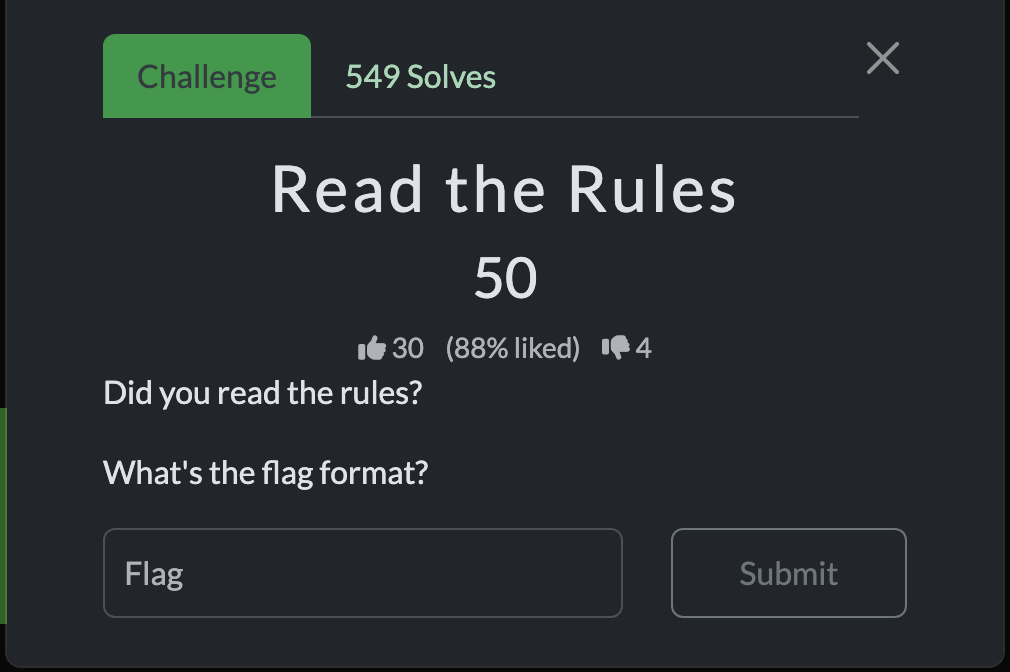 Challenge
549 Solves
Read the Rules
50
30 (88% liked) 4
Did you read the rules?
What's the flag format?
Flag
Submit